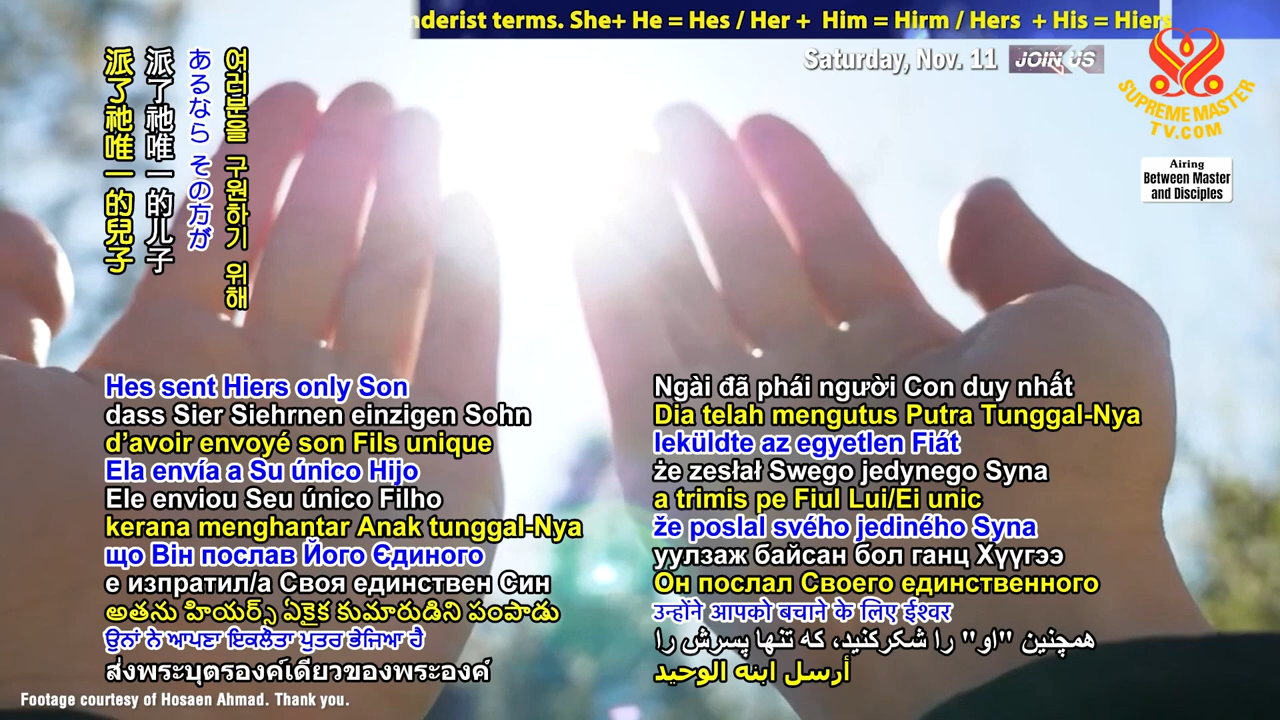 nderist terms. She+ He = Hes / Her + Him = Hirm / Hers + His = Hiers
Saturday, Nov. 11 JOIN US
SUPREME MASTER
TV.COM
Airing
Between Master
and Disciples
여러분을 구원하기 위해
あるなら その方が
派了祂唯一的儿子
派了祂唯一的兒子
Hes sent Hiers only Son
dass Sier Siehrnen einzigen Sohn
d’avoir envoyé son Fils unique
Ela envía a Su único Hijo
Ele enviou Seu único Filho
kerana menghantar Anak tunggal-Nya
що Він послав Його Єдиного
е изпратил/а Своя единствен Син
అతను హియర్స్ ఏకైక కుమారుడిని పంపాడు
ਉਨਾਂ ਨੇ ਆਪਣਾ ਇਕਲੌਤਾ ਪੁਤਰ ਭੇਜਿਆ ਹੈ
ส่งพระบุตรองค์เดียวของพระองค์
Ngài đã phái người Con duy nhất
Dia telah mengutus Putra Tunggal-Nya
leküldte az egyetlen Fiát
że zesłał Swego jedynego Syna
a trimis pe Fiul Lui/Ei unic
že poslal svého jediného Syna
уулзаж байсан бол ганц Хүүгээ
Он послал Своего единственного
उन्होंने आपको बचाने के लिए ईश्वर
همچنین "او" را شکرکنید، که تنها پسرش را
أرسل ابنه الوحيد
Footage courtesy of Hosaen Ahmad. Thank you.